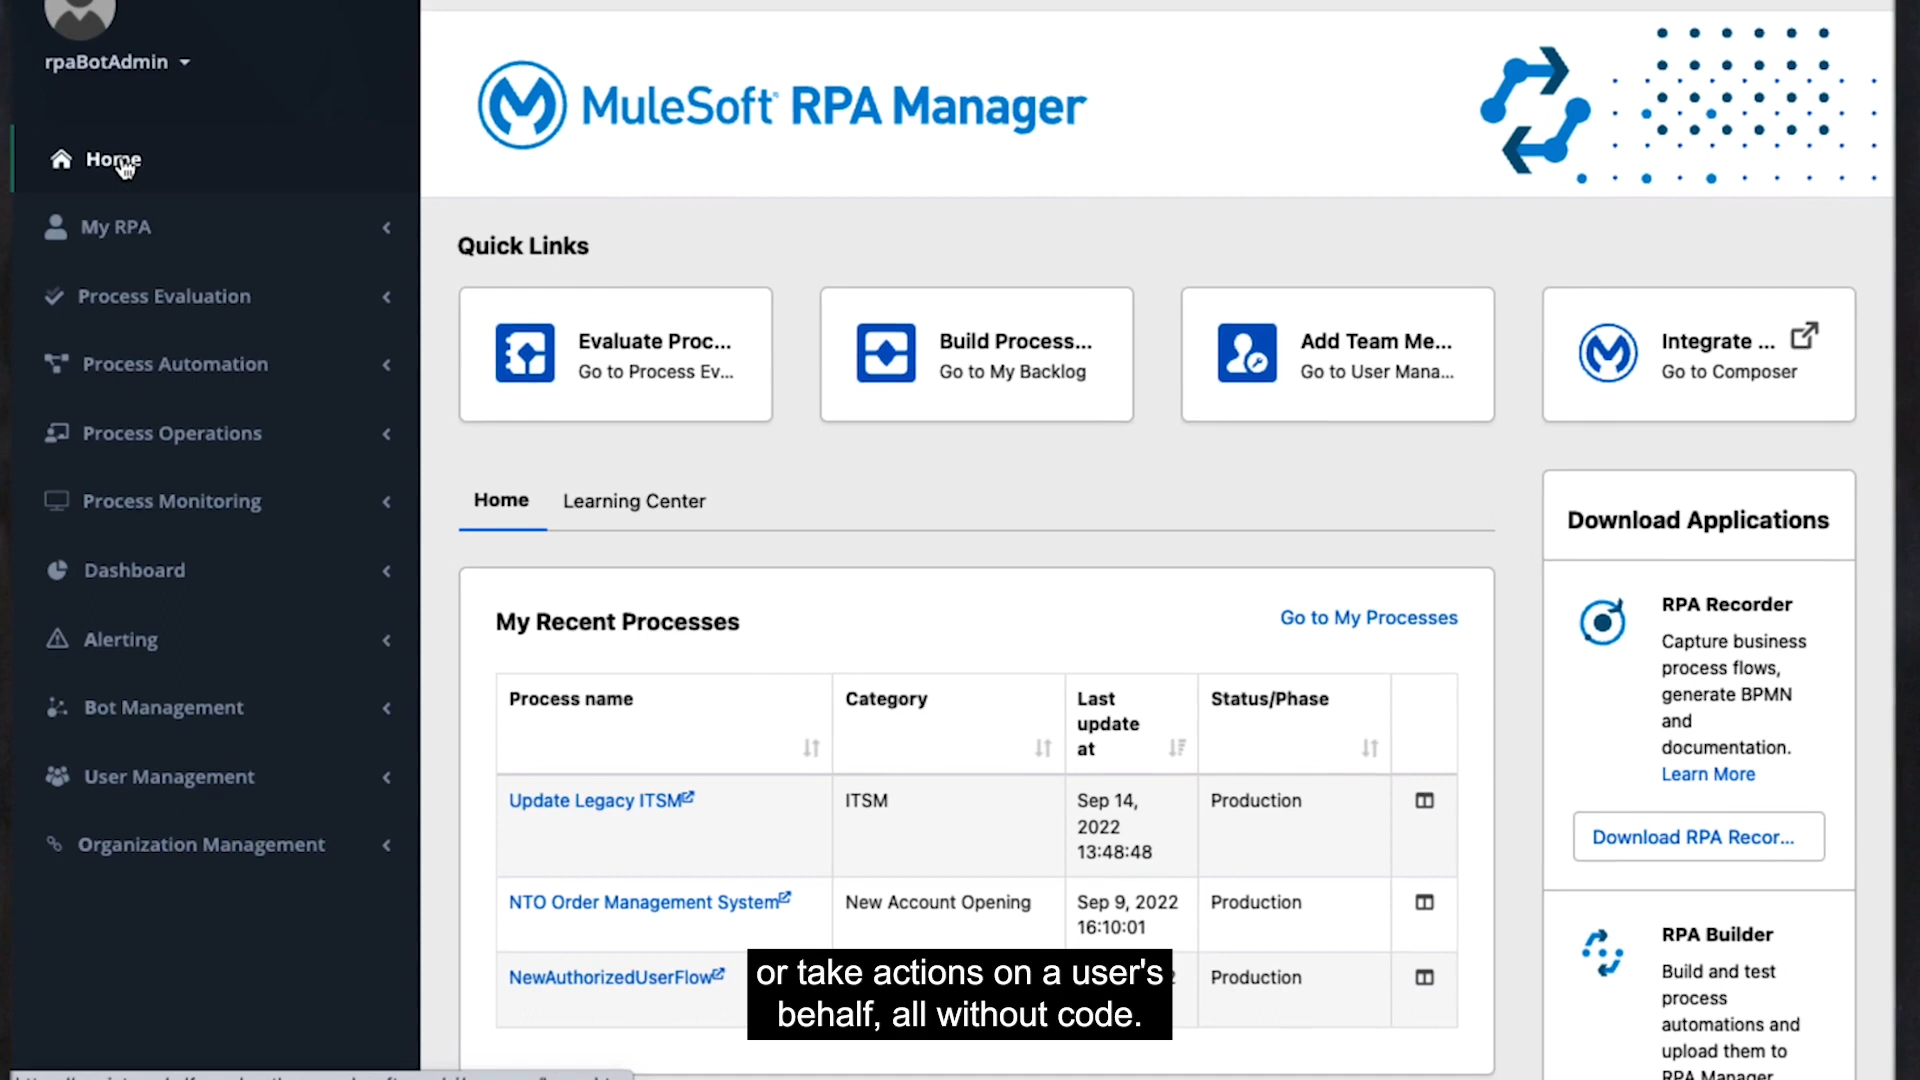 rpaBotAdmin
Home
My RPA
Process Evaluation
Process Automation
Process Operations
Process Monitoring
Dashboard
Alerting
Bot Management
User Management
Organization Management
MuleSoft RPA Manager
Quick Links
Evaluate Proc...
Go to Process Ev...
Build Process...
Go to My Backlog
Add Team Me...
Go to User Mana...
Integrate ...
Go to Composer
Home
Learning Center
My Recent Processes
Go to My Processes
Process name
Category
Last
update
at
Status/Phase
Update Legacy ITSM
ITSM
Sep 14,
2022
13:48:48
Production
NTO Order Management System
New Account Opening
Sep 9, 2022
16:10:01
Production
NewAuthorizedUserFlow
Production
or take actions on a user's
behalf, all without code.
Download Applications
RPA Recorder
Capture business
process flows,
generate BPMN
and
documentation.
Learn More
Download RPA Recor...
RPA Builder
Build and test
process
automations and
upload them to
RPA Manager